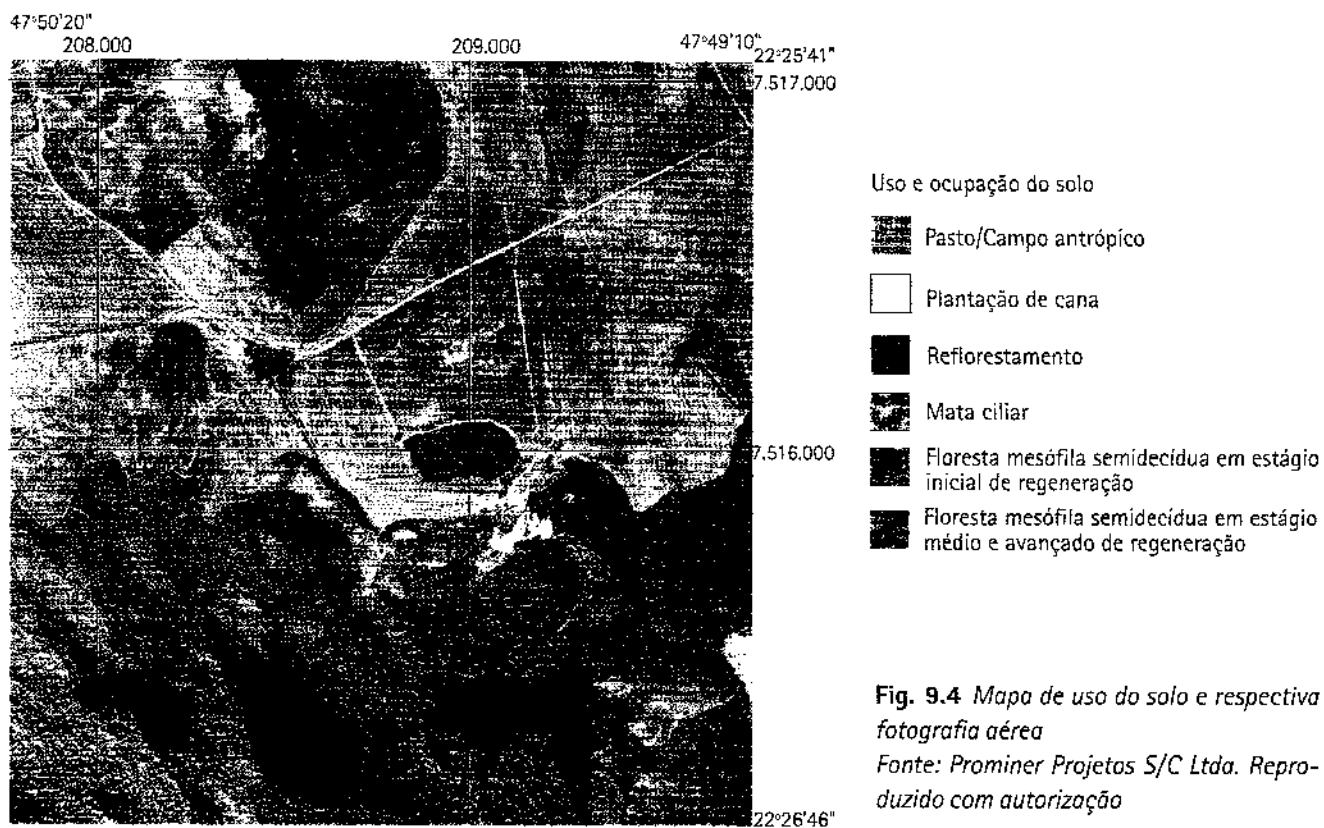 47°50'20"
208.000 209.000 47°49'10"
22°25'41"
7.517.000
Uso e ocupação do solo
Pasto/Campo antrópico
Plantação de cana
Reflorestamento
Mata ciliar
7.516.000
Floresta mesófila semidecídua em estágio
inicial de regeneração
Floresta mesófila semidecídua em estágio
médio e avançado de regeneração
Fig. 9.4 Mapa de uso do solo e respectiva
fotografia aérea
Fonte: Prominer Projetos S/C Ltda. Repro-
duzido com autorização
22°26'46"